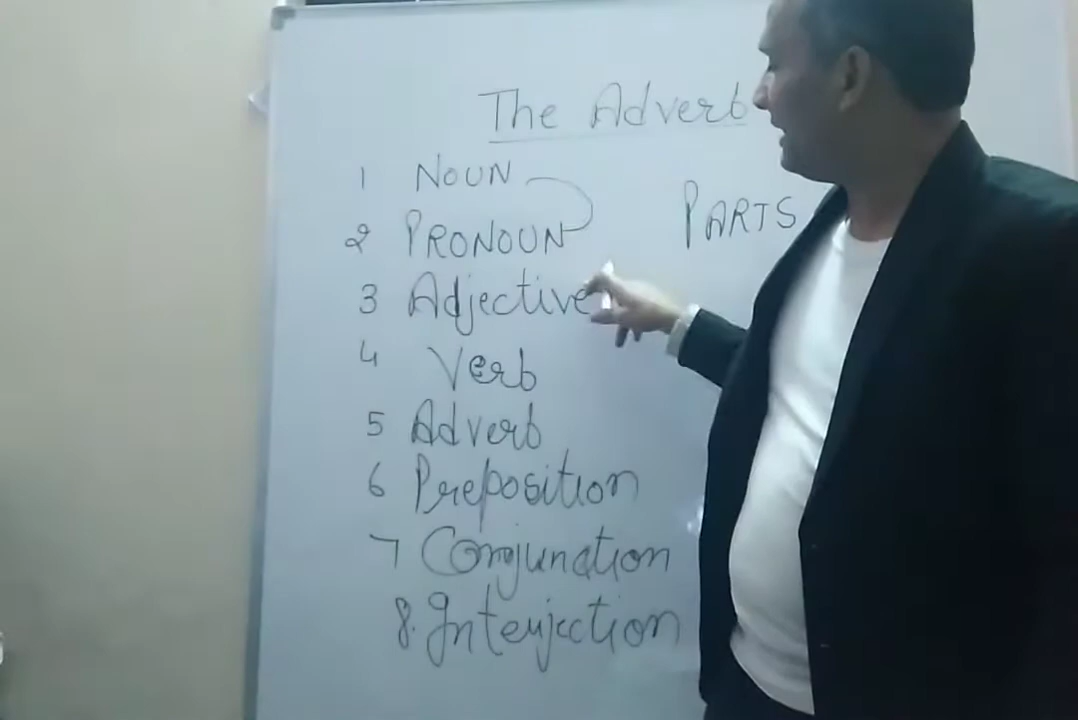 The Adverb
1 NOUN
2 PRONOUN
PARTS
3 Adjective
4 Verb
5 Adverb
6 Preposition
7 Conjunction
8. Interjection